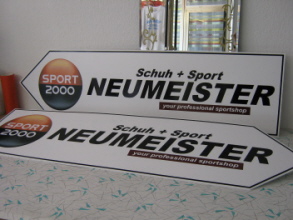 SPORT
2000
Schuh + Sport
NEUMEISTER
your professional sportshop
SPORT
2000
Schuh + Sport
NEUMEISTER
your professional sportshop